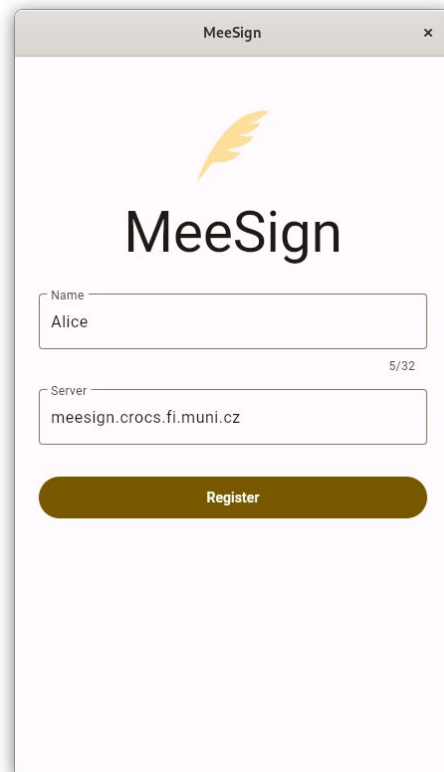 MeeSign
×
MeeSign
Name
Alice
5/32
Server
meesign.crocs.fi.muni.cz
Register